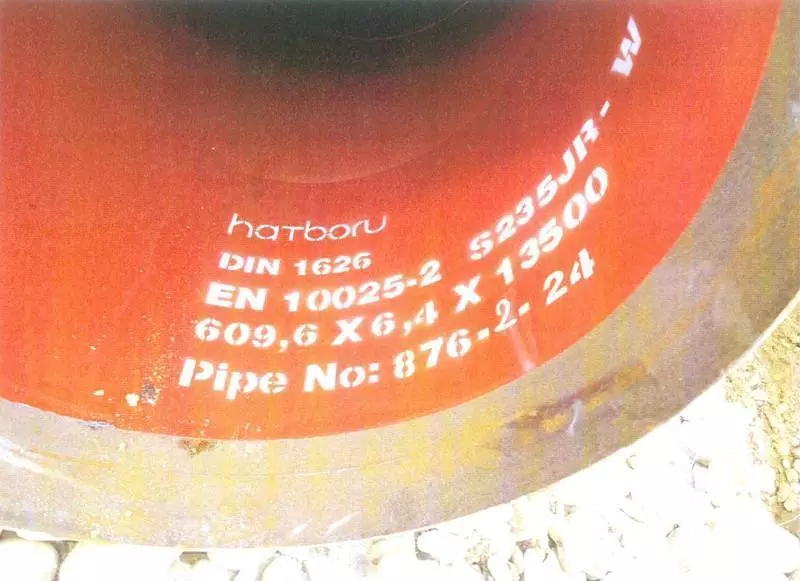 hatboru
DIN 1626
EN 10025-2 S235JR- W
609,6 X 6,4 X 13500
Pipe No: 876-2-24